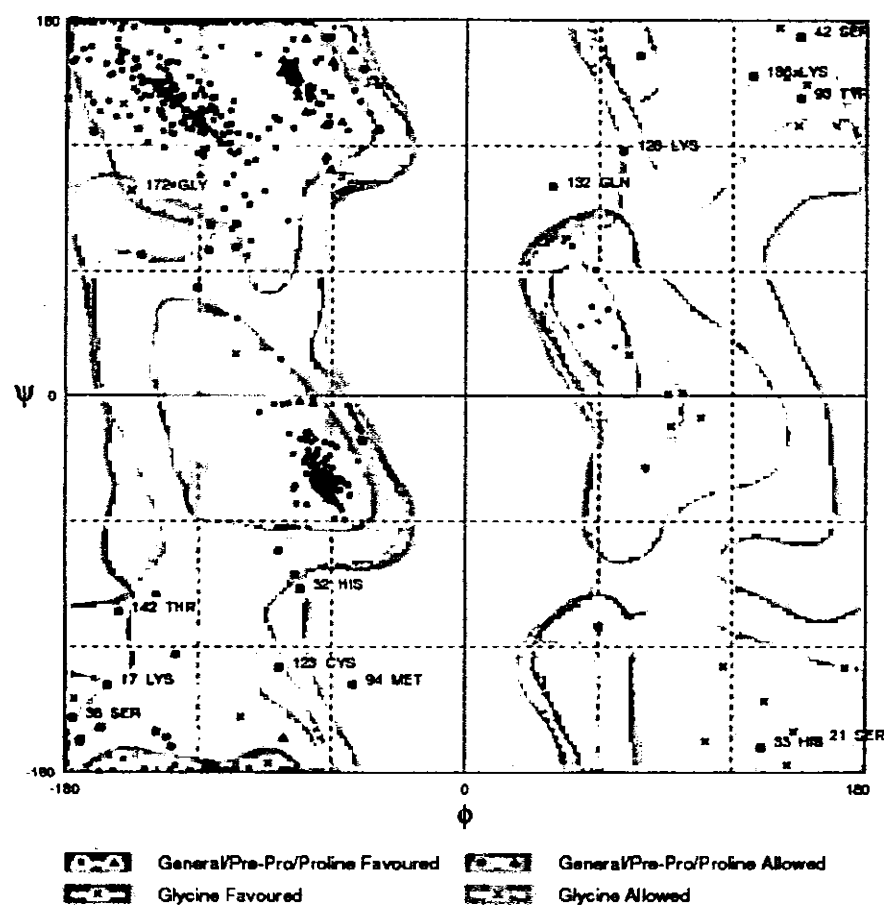 180
42 SER
186 LYS
93 TYR
128 LYS
172 GLY
132 GLN
ψ
0
32 HIS
142 THR
123 CYS
17 LYS
94 MET
36 SER
21 SER
33 HIS
-180
-180
0
180
ϕ
General/Pre-Pro/Proline Favoured
General/Pre-Pro/Proline Allowed
Glycine Favoured
Glycine Allowed